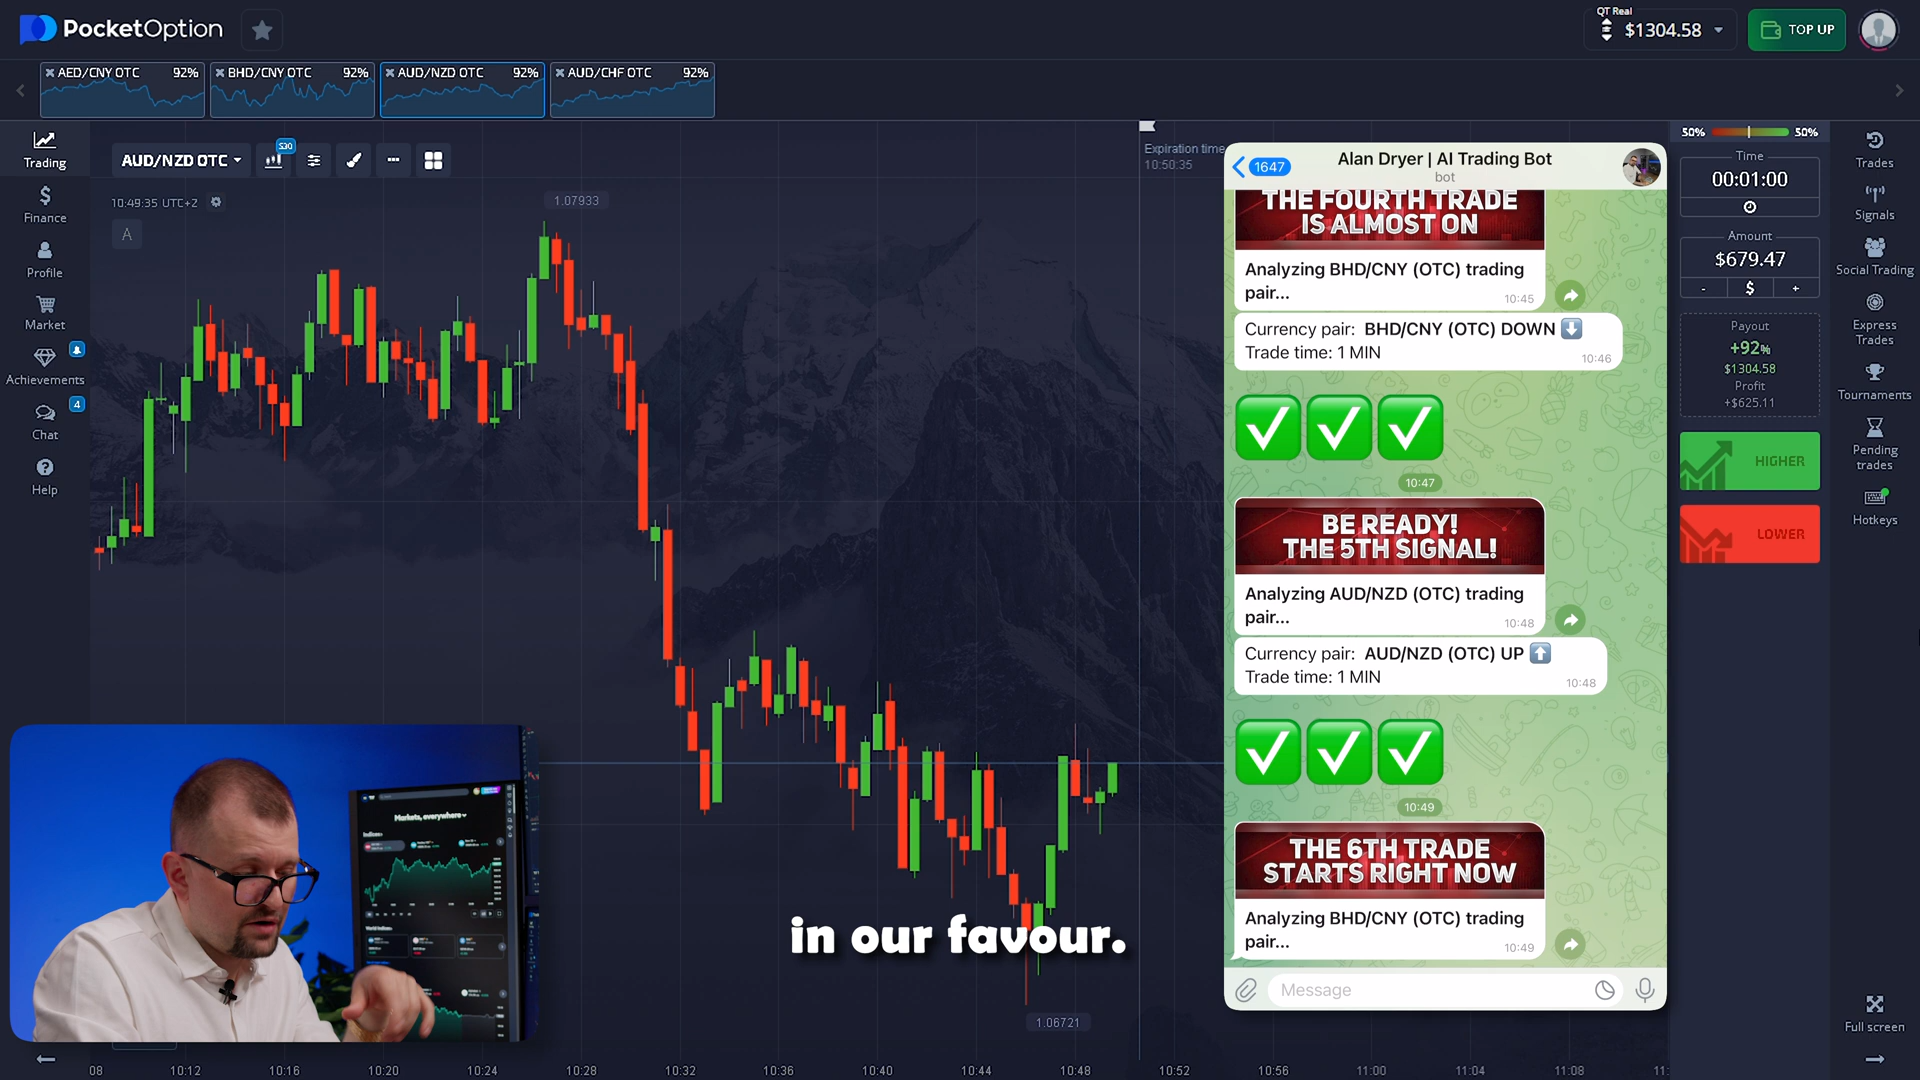 PocketOption
QT Real
$1304.58
TOP UP
AED/CNY OTC 92%
BHD/CNY OTC 92%
AUD/NZD OTC 92%
AUD/CHF OTC 92%
Trading
Finance
Profile
Market
Achievements
Chat
4
Help
AUD/NZD OTC
S30
10:49:35 UTC+2
A
1.07933
Expiration time
10:50:35
1647
Alan Dryer | AI Trading Bot
bot
THE FOURTH TRADE
IS ALMOST ON
Analyzing BHD/CNY (OTC) trading
pair...
10:45
Currency pair: BHD/CNY (OTC) DOWN
Trade time: 1 MIN
10:46
10:47
BE READY!
THE 5TH SIGNAL!
Analyzing AUD/NZD (OTC) trading
pair...
10:48
Currency pair: AUD/NZD (OTC) UP
Trade time: 1 MIN
10:48
10:49
THE 6TH TRADE
STARTS RIGHT NOW
Analyzing BHD/CNY (OTC) trading
pair...
10:49
Message
50% 50%
Time
00:01:00
Amount
$679.47
- $ +
Payout
+92%
$1304.58
Profit
+$625.11
HIGHER
LOWER
Trades
Signals
Social Trading
Express
Trades
Tournaments
Pending
trades
Hotkeys
Full screen
Markets, everywhere
Indices
in our favour.
1.06721
08 10:12 10:16 10:20 10:24 10:28 10:32 10:36 10:40 10:44 10:48 10:52 10:56 11:00 11:04 11:08 11: